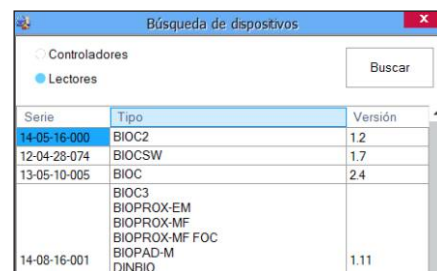 Búsqueda de dispositivos
Controladores
Lectores
Buscar
Serie Tipo Versión
14-05-16-000 BIOC2 1.2
12-04-28-074 BIOCSW 1.7
13-05-10-005 BIOC 2.4
BIOC3
BIOPROX-EM
BIOPROX-MF
BIOPROX-MF FOC
14-08-16-001 BIOPAD-M 1.11
DINBIO